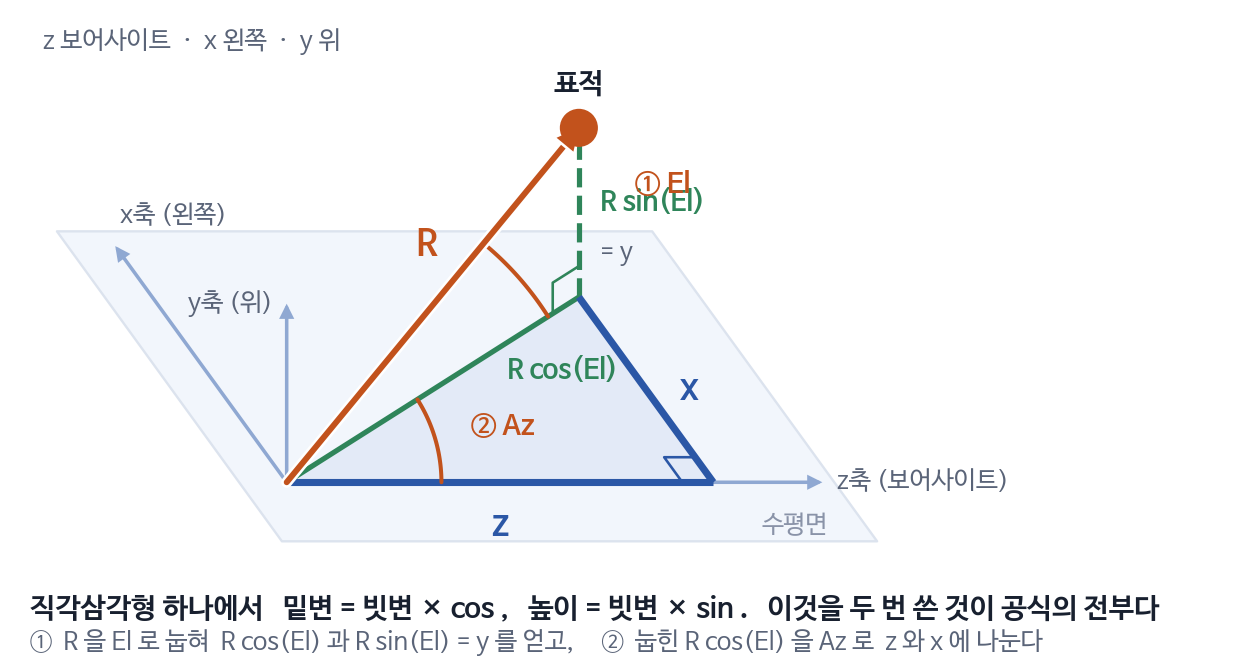 z 보어사이트 · x 왼쪽 · y 위
표적
① El
R sin(El)
x축 (왼쪽)
R
= y
y축 (위)
R cos(El)
x
② Az
z축 (보어사이트)
z
수평면
직각삼각형 하나에서 밑변 = 빗변 × cos , 높이 = 빗변 × sin . 이것을 두 번 쓴 것이 공식의 전부다
① R 을 El 로 눕혀 R cos(El) 과 R sin(El) = y 를 얻고, ② 눕힌 R cos(El) 을 Az 로 z 와 x 에 나눈다